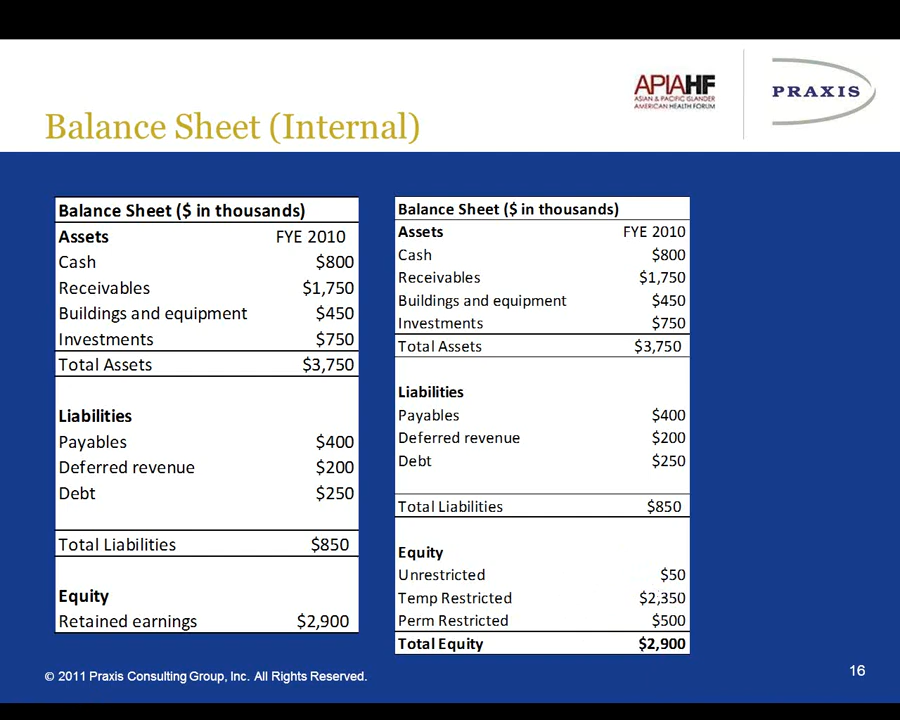 APIAHF
ASIAN & PACIFIC ISLANDER
AMERICAN HEALTH FORUM
PRAXIS
Balance Sheet (Internal)
Balance Sheet ($ in thousands)
Assets FYE 2010
Cash $800
Receivables $1,750
Buildings and equipment $450
Investments $750
Total Assets $3,750
Liabilities
Payables $400
Deferred revenue $200
Debt $250
Total Liabilities $850
Equity
Retained earnings $2,900
Balance Sheet ($ in thousands)
Assets FYE 2010
Cash $800
Receivables $1,750
Buildings and equipment $450
Investments $750
Total Assets $3,750
Liabilities
Payables $400
Deferred revenue $200
Debt $250
Total Liabilities $850
Equity
Unrestricted $50
Temp Restricted $2,350
Perm Restricted $500
Total Equity $2,900
© 2011 Praxis Consulting Group, Inc. All Rights Reserved.
16